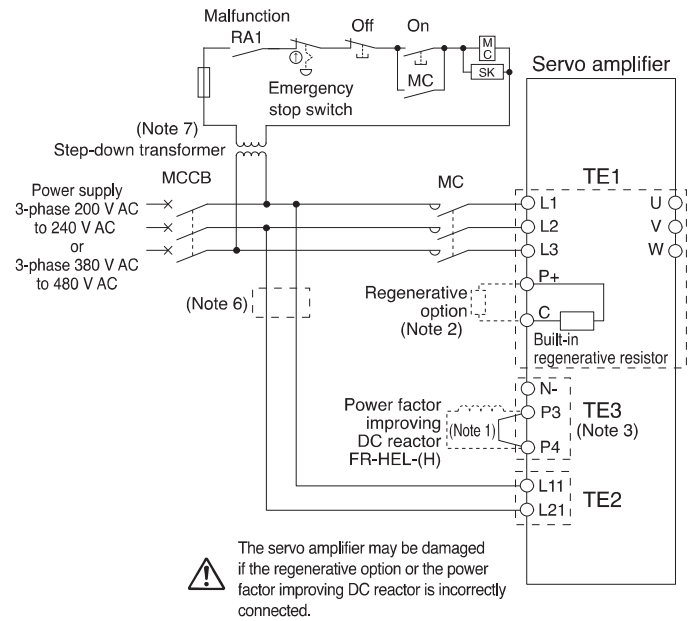 Malfunction
RA1
Off
On
MC
SK
MC
Emergency
stop switch
Servo amplifier
(Note 7)
Step-down transformer
MCCB
MC
TE1
Power supply
3-phase 200 V AC
to 240 V AC
or
3-phase 380 V AC
to 480 V AC
L1
L2
L3
U
V
W
P+
C
Regenerative
option
(Note 2)
Built-in
regenerative resistor
(Note 6)
N-
P3
P4
TE3
(Note 3)
Power factor
improving
DC reactor
FR-HEL-(H)
(Note 1)
L11
L21
TE2
The servo amplifier may be damaged
if the regenerative option or the power
factor improving DC reactor is incorrectly
connected.